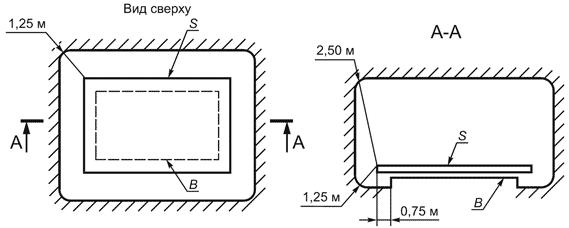 Вид сверху
1,25 м
S
А-А
2,50 м
А
А
S
B
1,25 м
0,75 м
B